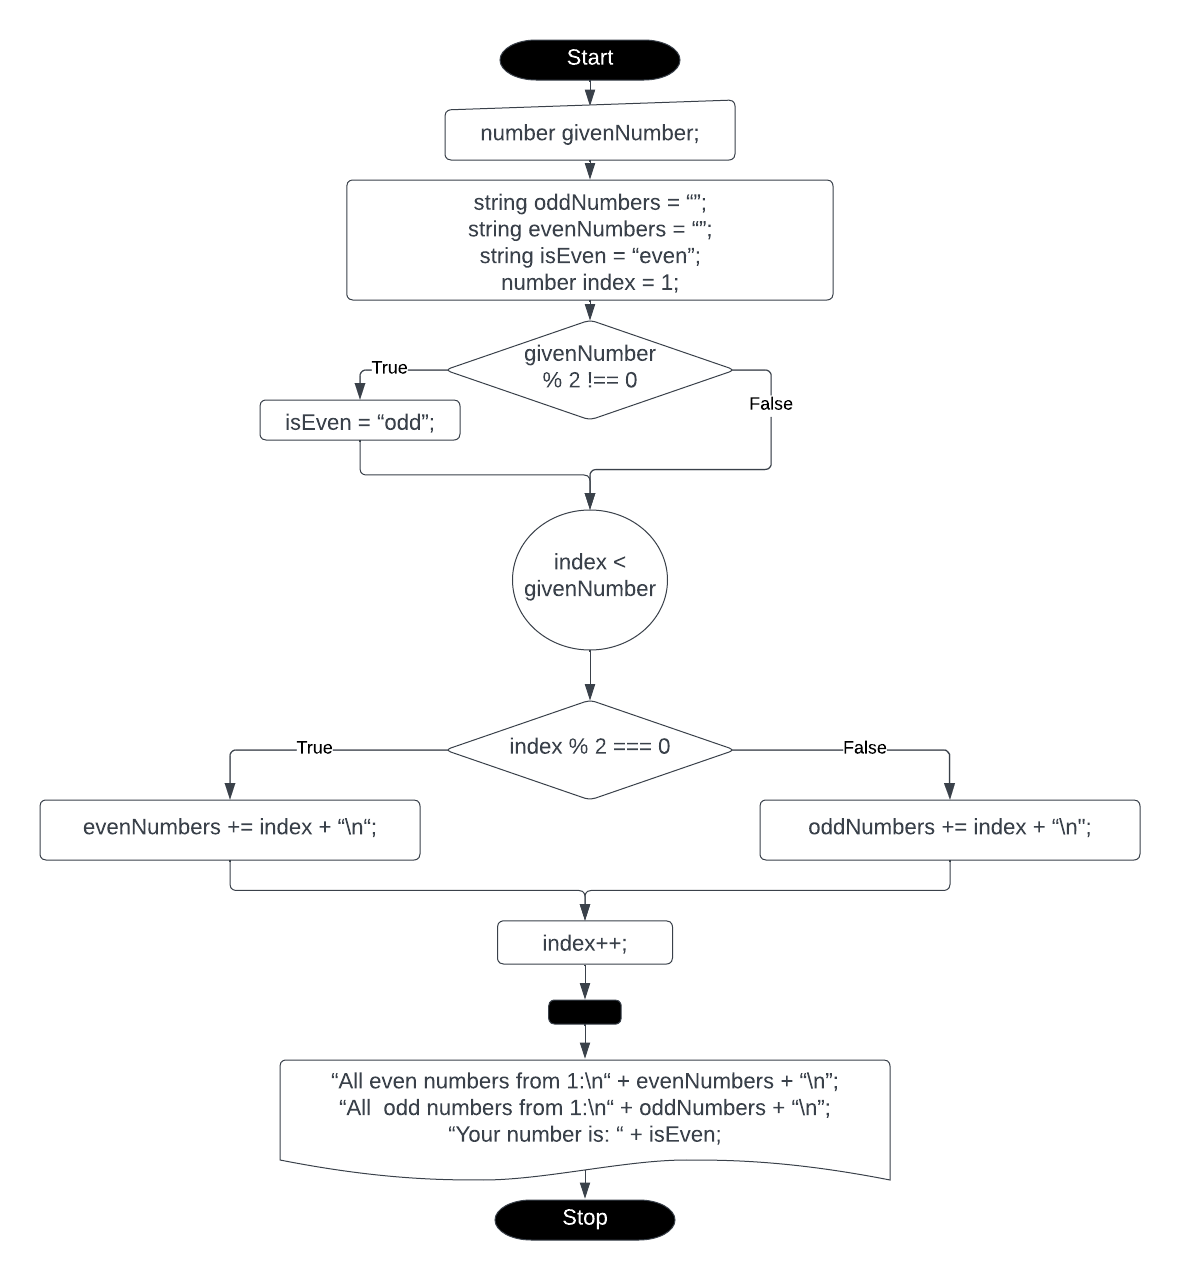 Start
number givenNumber;
string oddNumbers = “”;
string evenNumbers = “”;
string isEven = “even”;
number index = 1;
givenNumber
% 2 !== 0
True
False
isEven = “odd”;
index <
givenNumber
index % 2 === 0
True
False
evenNumbers += index + “\n“;
oddNumbers += index + “\n";
index++;
“All even numbers from 1:\n“ + evenNumbers + “\n”;
“All  odd numbers from 1:\n“ + oddNumbers + “\n”;
“Your number is: “ + isEven;
Stop